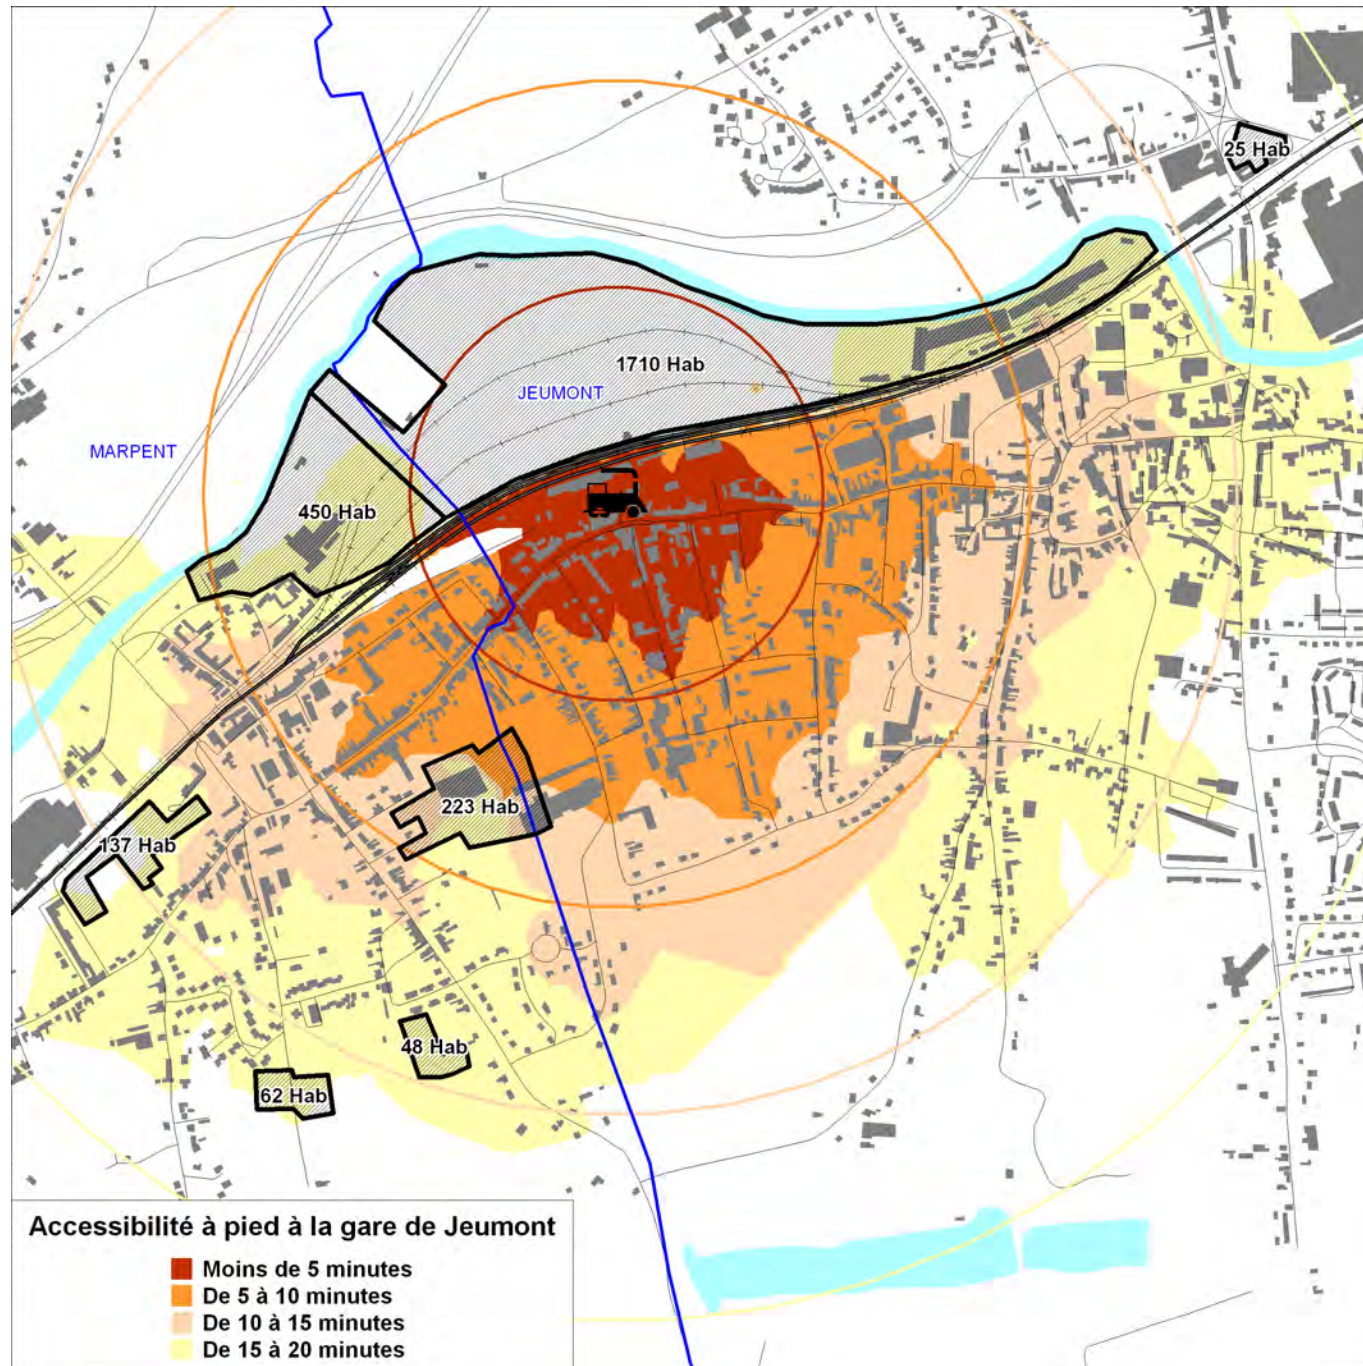 25 Hab
1710 Hab
JEUMONT
MARPENT
450 Hab
223 Hab
137 Hab
48 Hab
62 Hab
Accessibilité à pied à la gare de Jeumont
Moins de 5 minutes
De 5 à 10 minutes
De 10 à 15 minutes
De 15 à 20 minutes